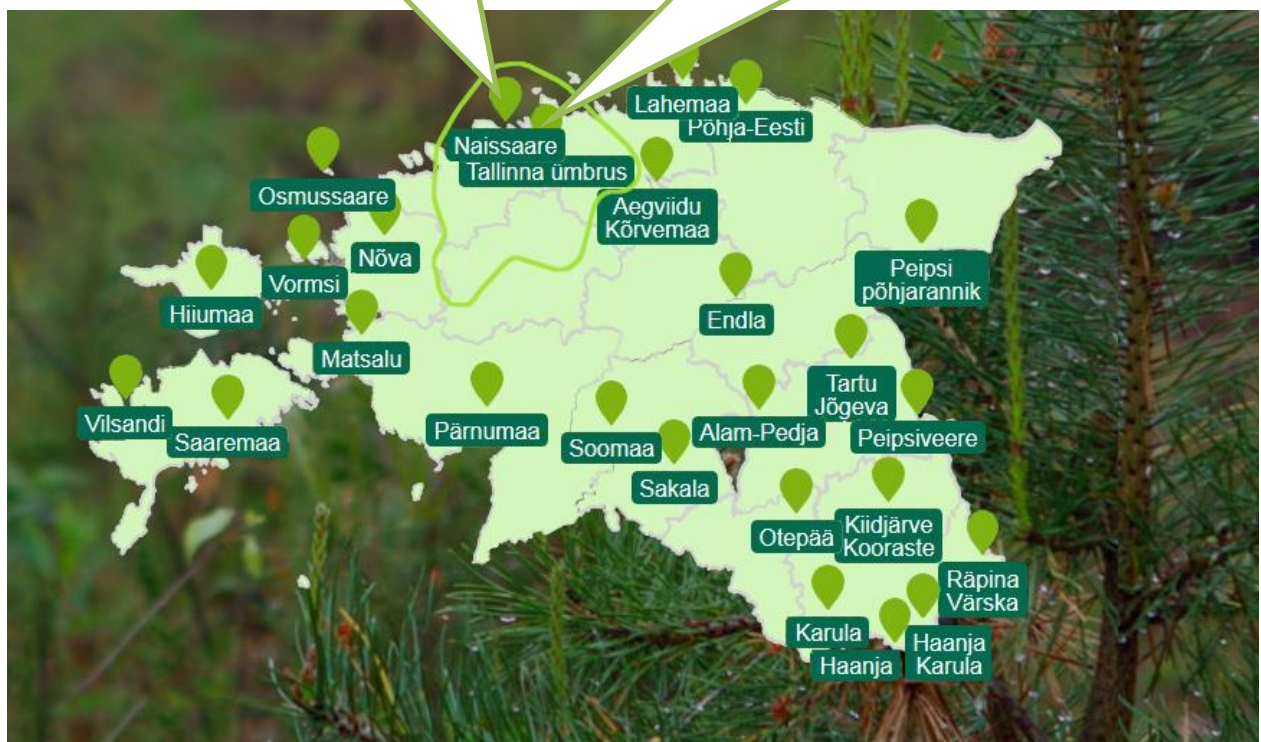 Lahemaa
Põhja-Eesti
Naissaare
Tallinna ümbrus
Osmussaare
Aegviidu
Kõrvemaa
Nõva
Vormsi
Peipsi
põhjarannik
Hiiumaa
Endla
Matsalu
Tartu
Jõgeva
Vilsandi
Saaremaa
Pärnumaa
Soomaa
Alam-Pedja
Peipsiveere
Sakala
Otepää
Kiidjärve
Kooraste
Räpina
Värska
Karula
Haanja
Haanja
Karula